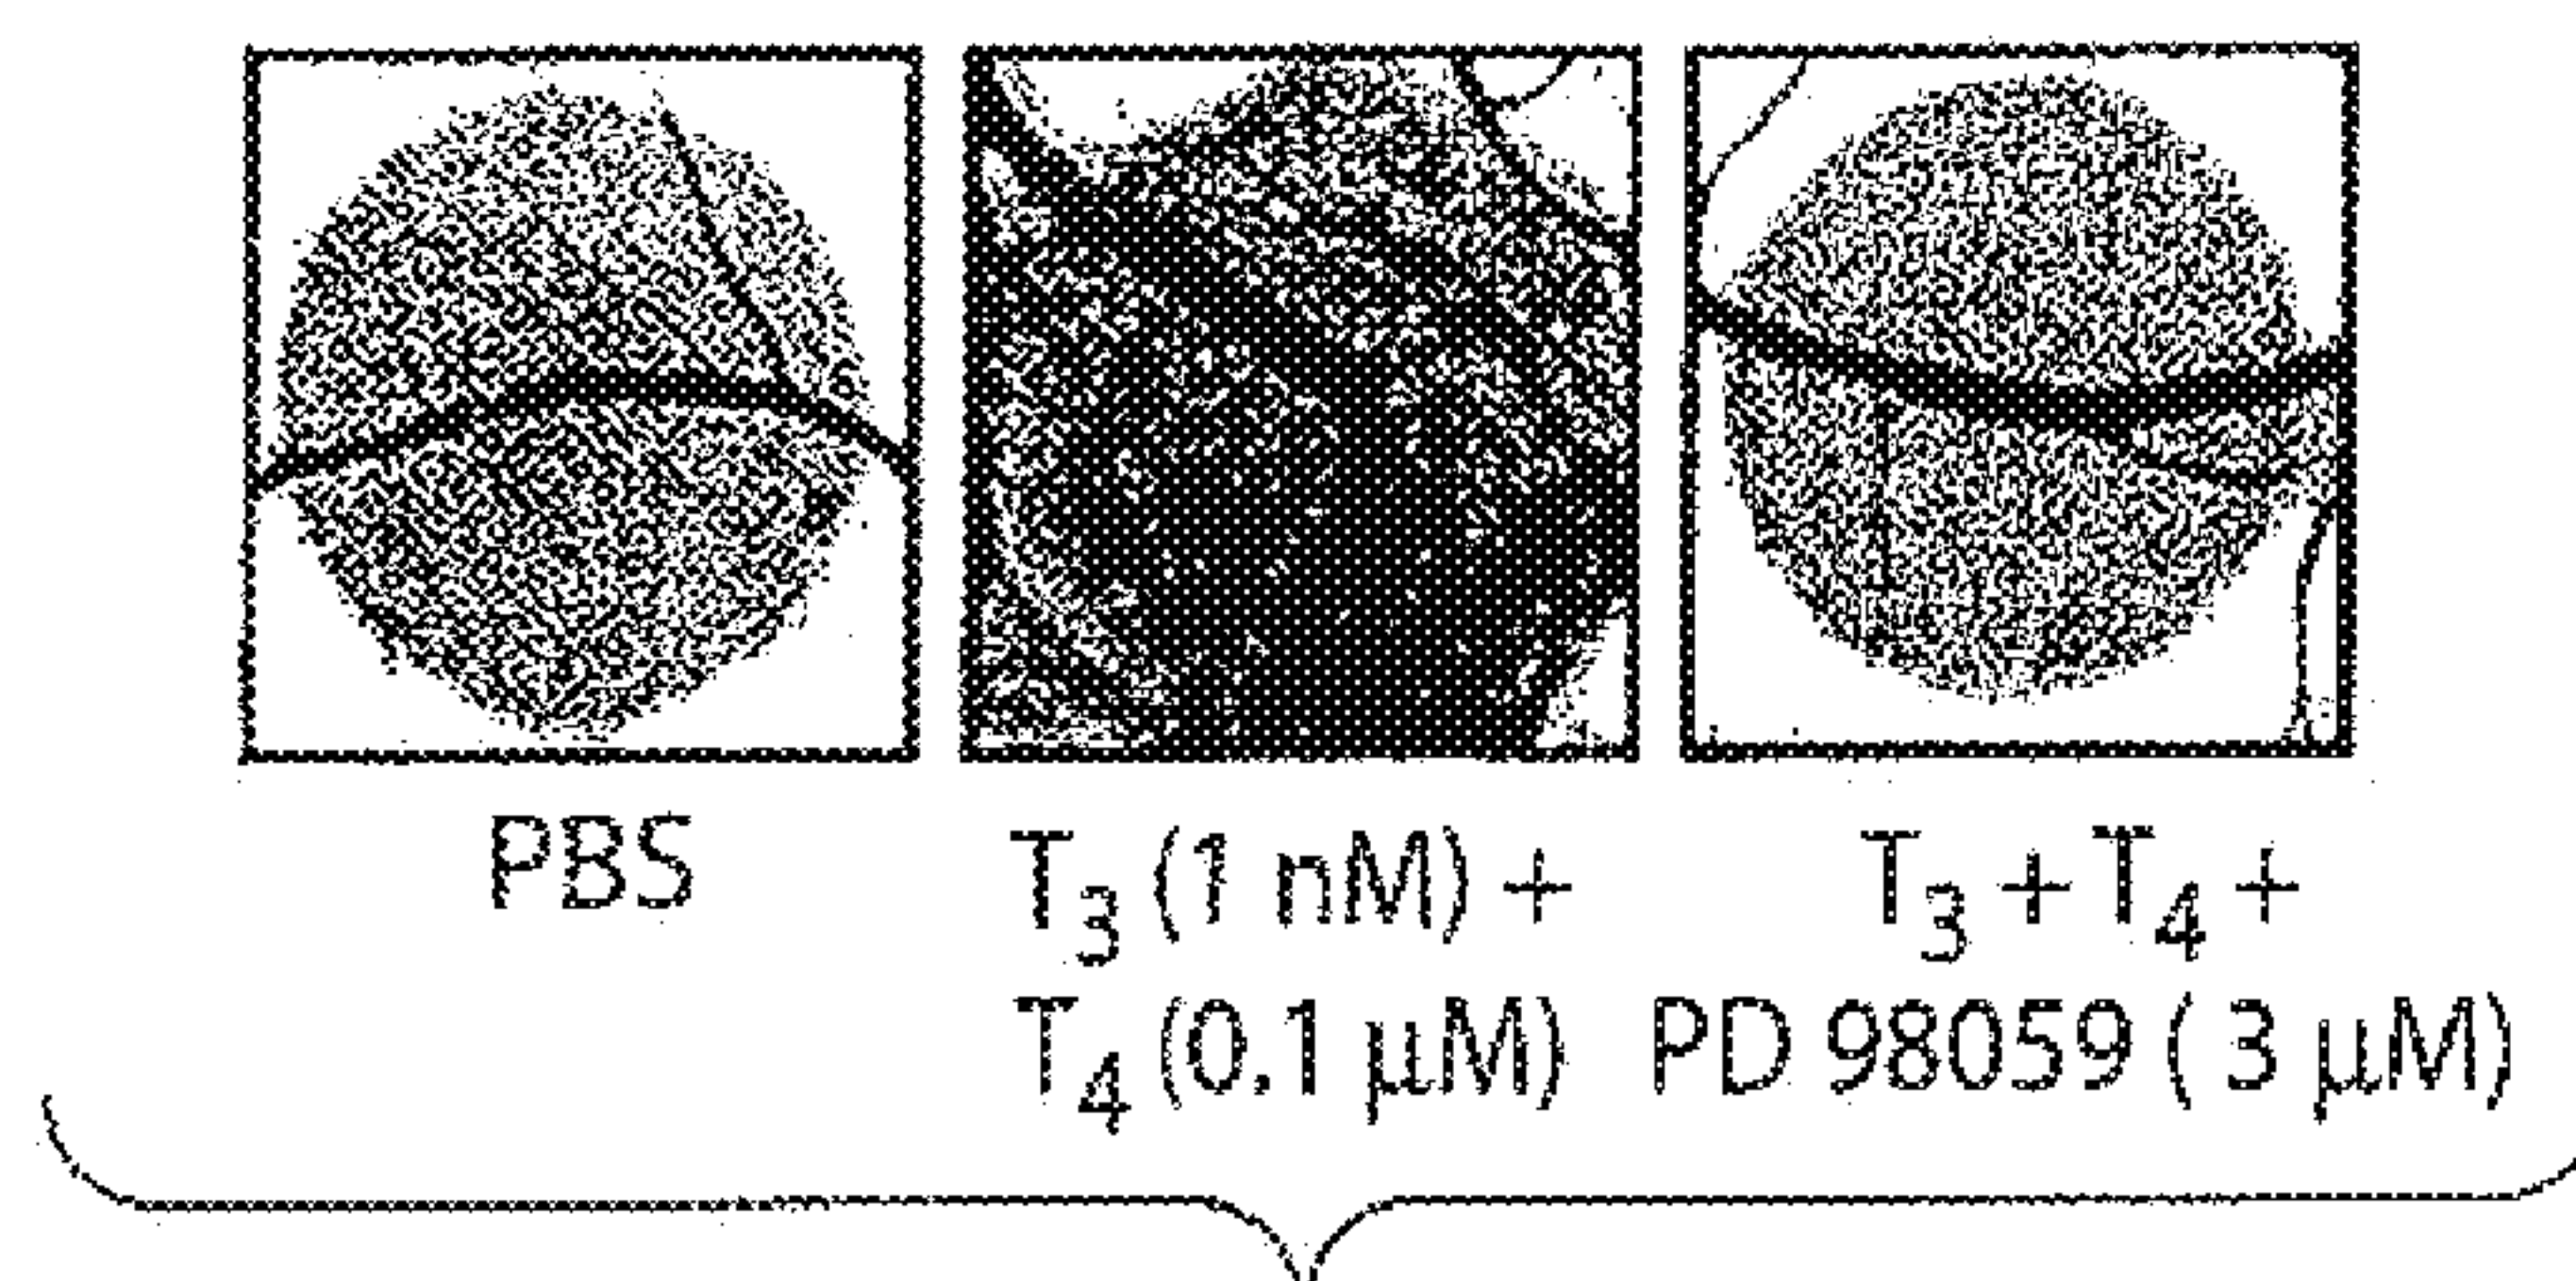 PBS
T3 (1 nM) +
T4 (0.1 μM)
T3 + T4 +
PD 98059 ( 3 μM)